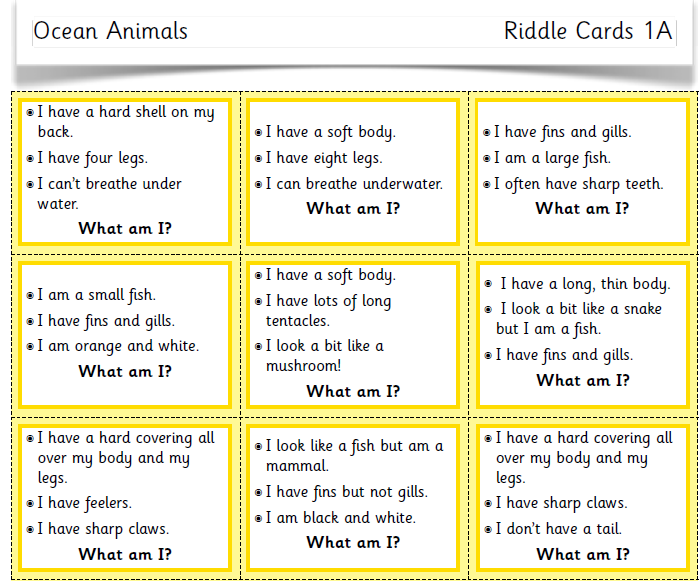 Ocean Animals
Riddle Cards 1A
I have a hard shell on my
back.
I have four legs.
I can't breathe under
water.
What am I?
I have a soft body.
I have eight legs.
I can breathe underwater.
What am I?
I have fins and gills.
I am a large fish.
I often have sharp teeth.
What am I?
I am a small fish.
I have fins and gills.
I am orange and white.
What am I?
I have a soft body.
I have lots of long
tentacles.
I look a bit like a
mushroom!
What am I?
I have a long, thin body.
I look a bit like a snake
but I am a fish.
I have fins and gills.
What am I?
I have a hard covering all
over my body and my
legs.
I have feelers.
I have sharp claws.
What am I?
I look like a fish but am a
mammal.
I have fins but not gills.
I am black and white.
What am I?
I have a hard covering all
over my body and my
legs.
I have sharp claws.
I don't have a tail.
What am I?